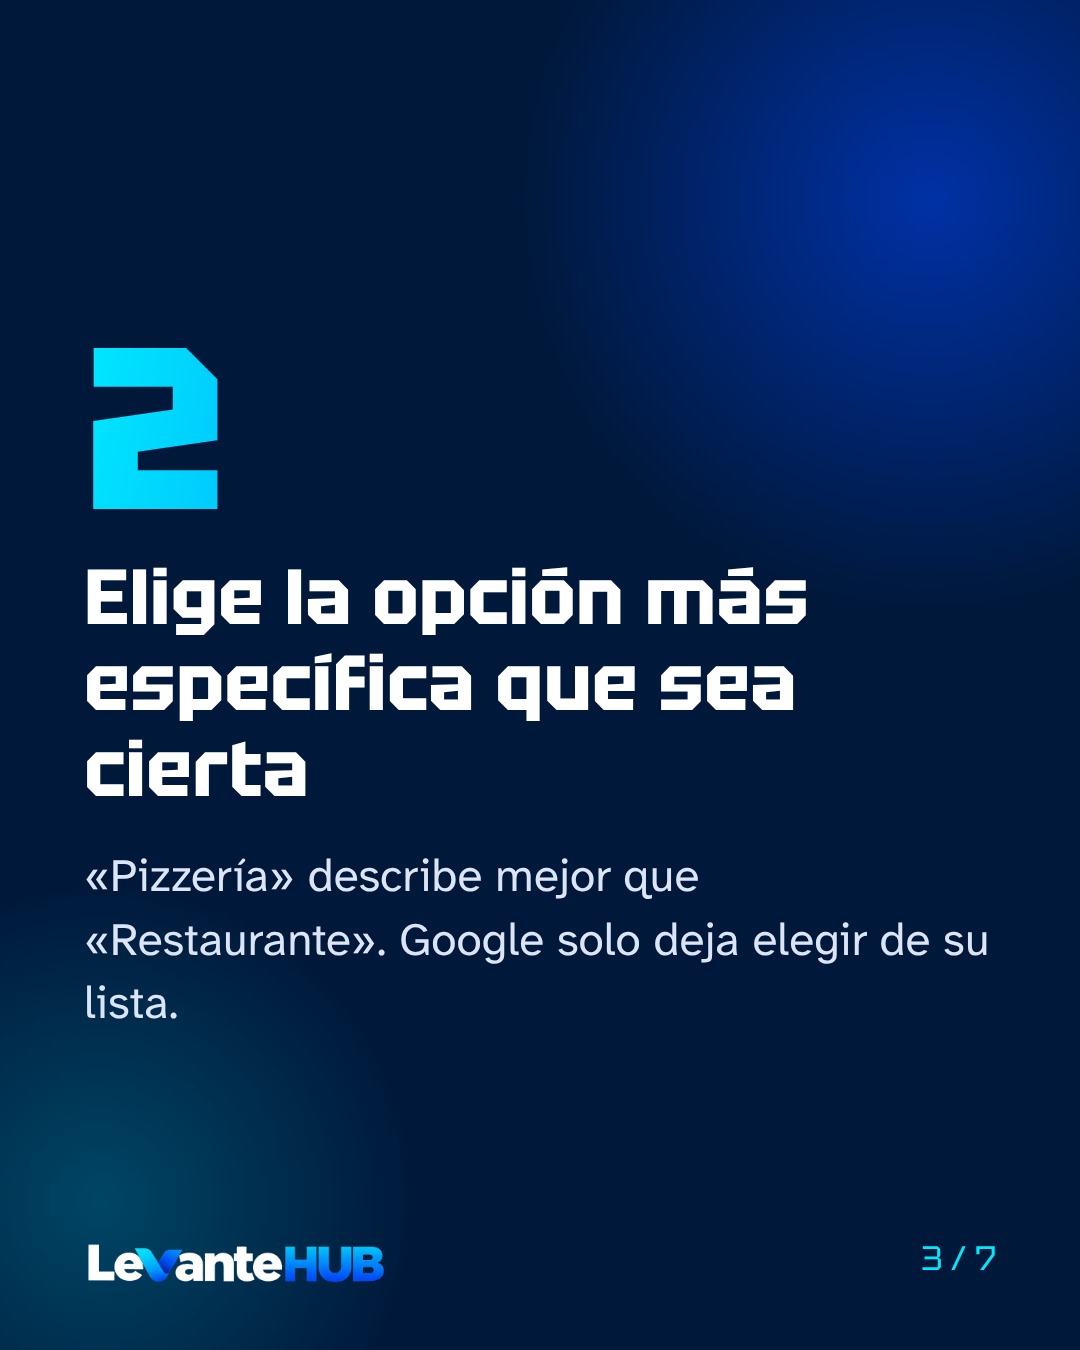 2
Elige la opción más
específica que sea
cierta
«Pizzería» describe mejor que
«Restaurante». Google solo deja elegir de su
lista.
LevanteHUB
3 / 7